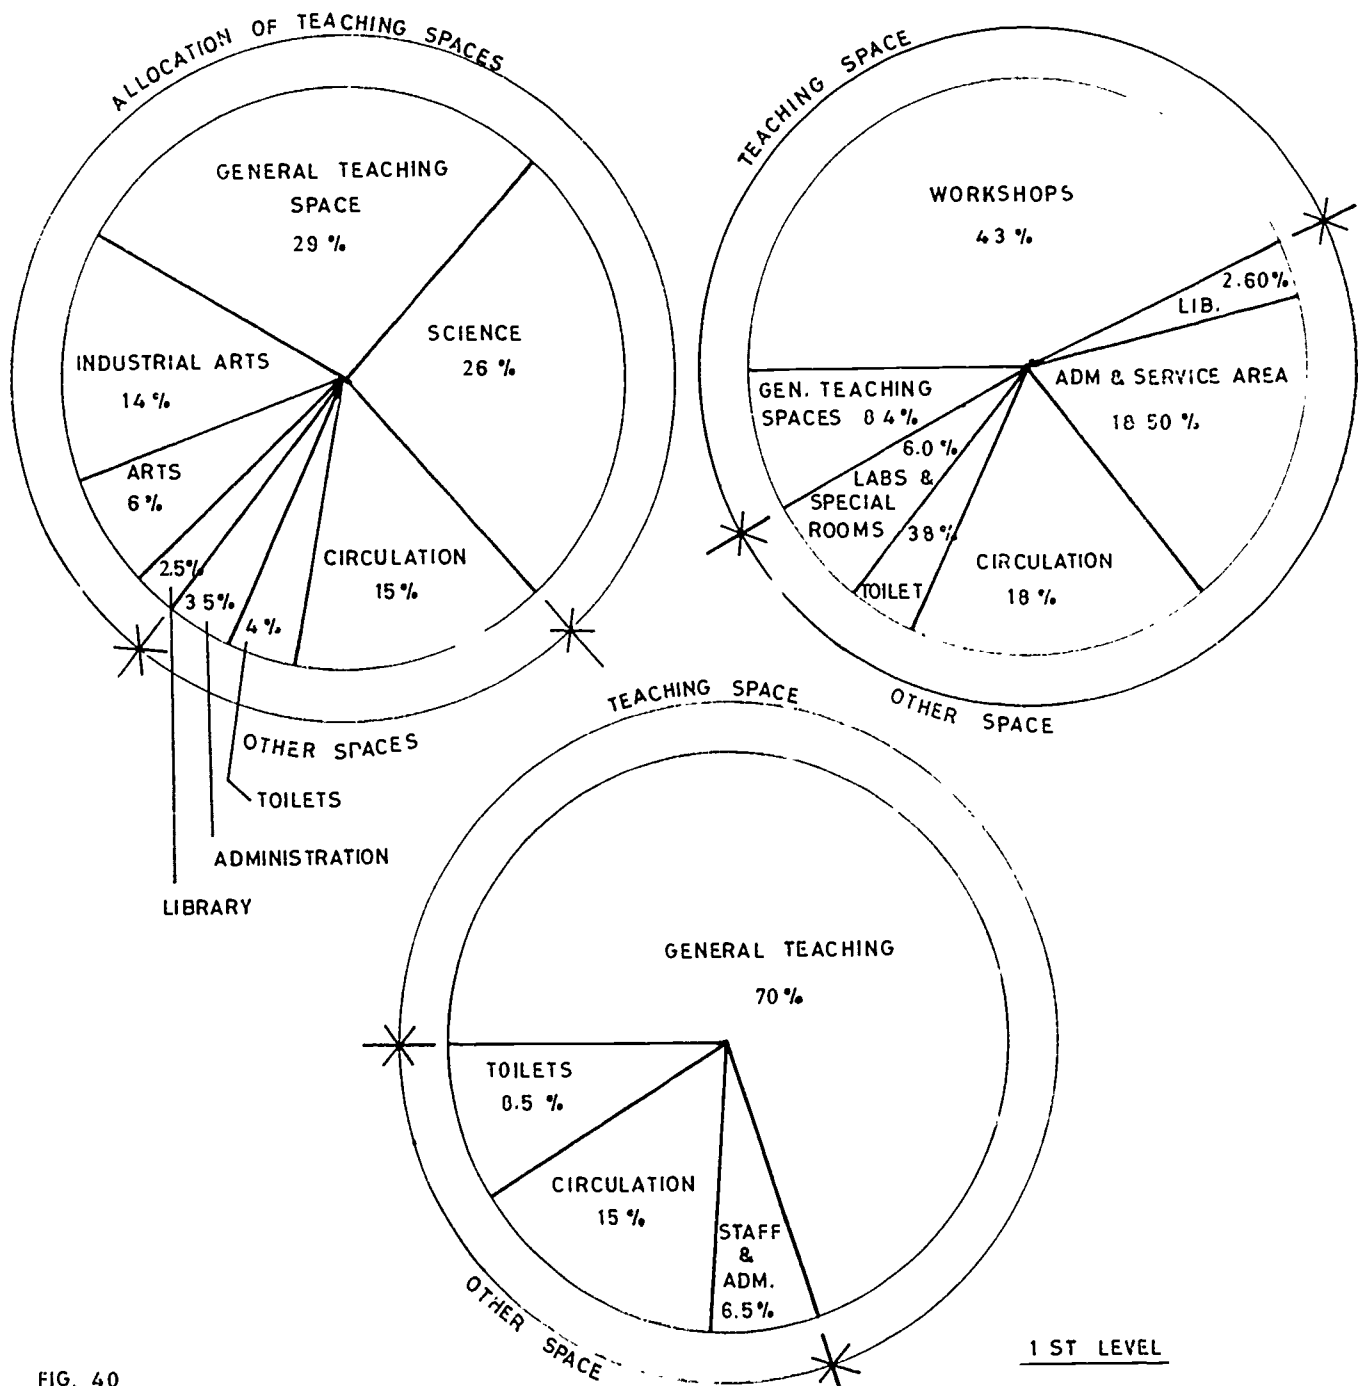 ALLOCATION OF TEACHING SPACES
GENERAL TEACHING
SPACE
29 %
SCIENCE
26 %
INDUSTRIAL ARTS
14 %
ARTS
6 %
2.5%
3 5%
4 %
CIRCULATION
15 %
OTHER SPACES
TOILETS
ADMINISTRATION
LIBRARY
TEACHING SPACE
WORKSHOPS
43 %
2.60%
LIB.
ADM & SERVICE AREA
18 50 %
GEN. TEACHING
SPACES 8 4 %
6.0 %
LABS &
SPECIAL
ROOMS
3 8 %
TOILET
CIRCULATION
18 %
OTHER SPACE
TEACHING SPACE
GENERAL TEACHING
70 %
TOILETS
8.5 %
CIRCULATION
15 %
STAFF
&
ADM.
6.5%
OTHER SPACE
1 ST LEVEL
FIG. 40